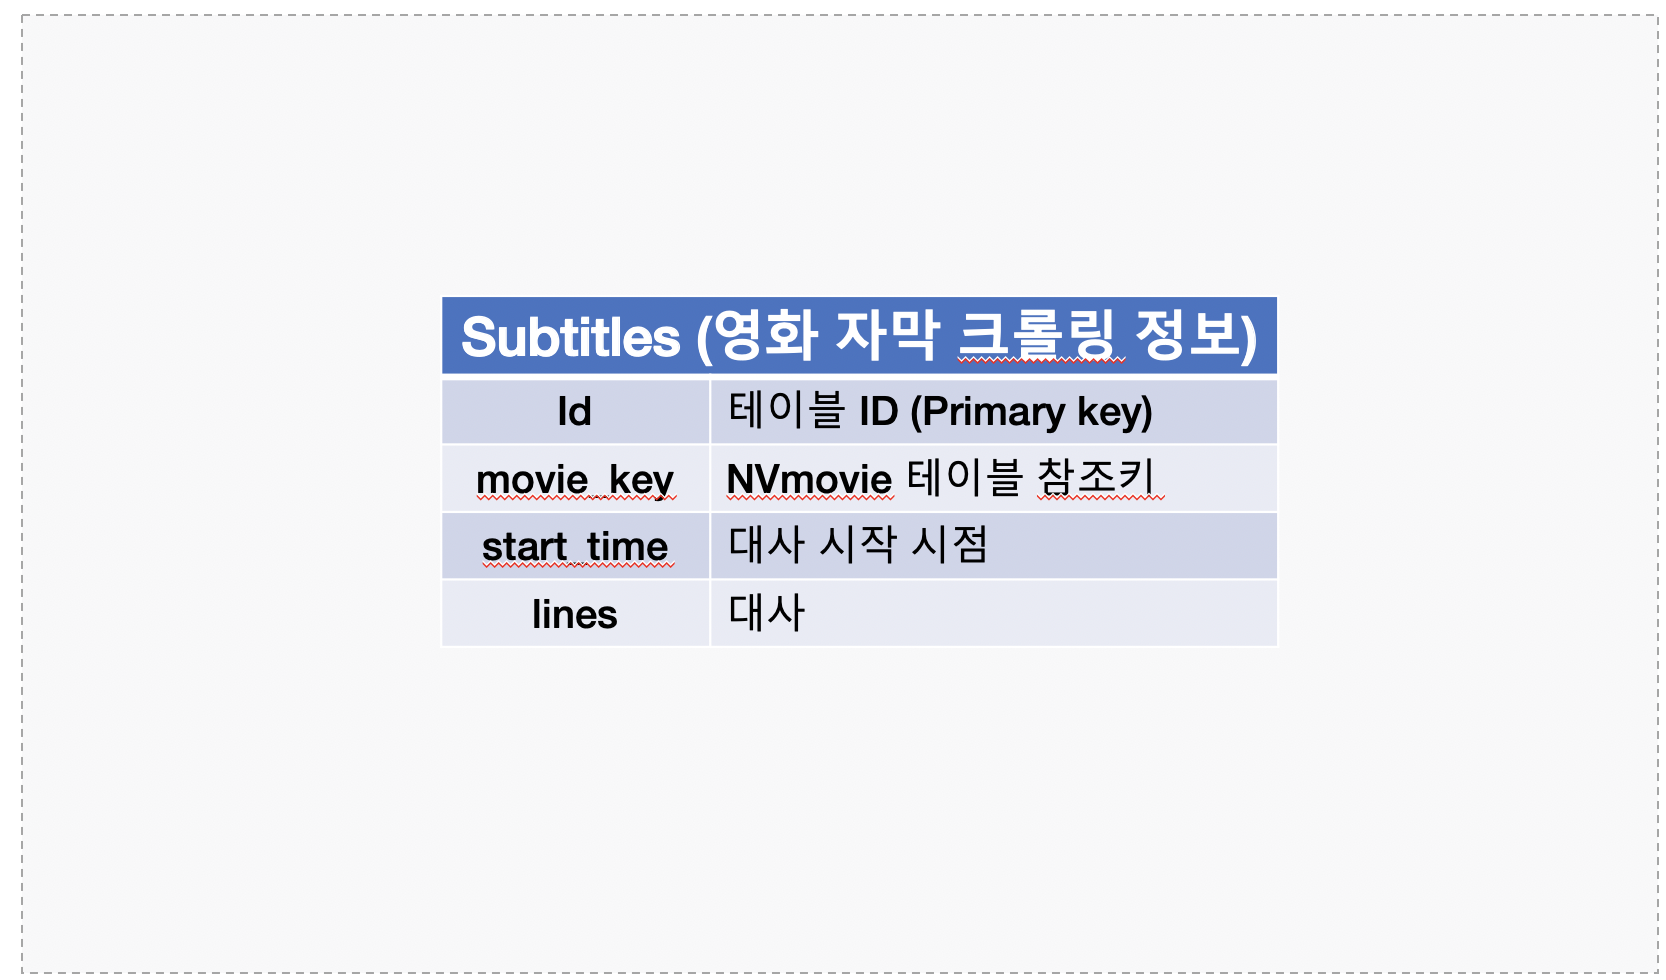 Subtitles (영화 자막 크롤링 정보)
Id 테이블 ID (Primary key)
movie_key NVmovie 테이블 참조키
start_time 대사 시작 시점
lines 대사